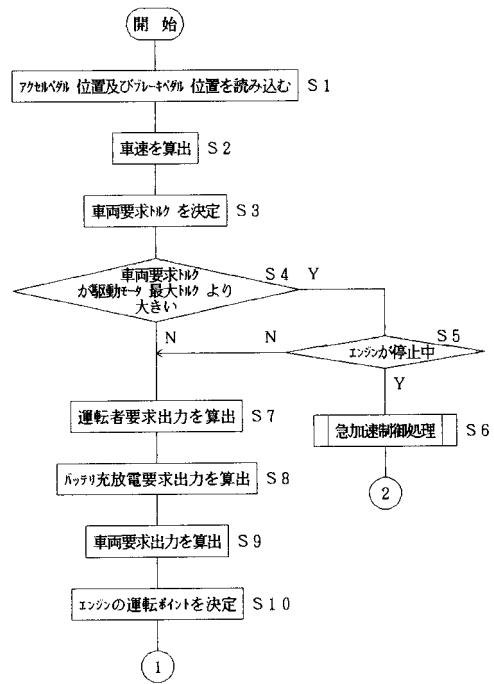 開 始
ｱｸｾﾙﾍﾟﾀﾞﾙ 位置及びﾌﾞﾚｰｷﾍﾟﾀﾞﾙ 位置を読み込む S1
車速を算出 S2
車両要求ﾄﾙｸ を決定 S3
車両要求ﾄﾙｸ S4 Y
が駆動ﾓｰﾀ 最大ﾄﾙｸ より
大きい
S5
N N ｴﾝｼﾞﾝが停止中
Y
運転者要求出力を算出 S7 急加速制御処理 S6
ﾊﾞｯﾃﾘ充放電要求出力を算出 S8 2
車両要求出力を算出 S9
ｴﾝｼﾞﾝの運転ﾎﾟｲﾝﾄを決定 S10
1